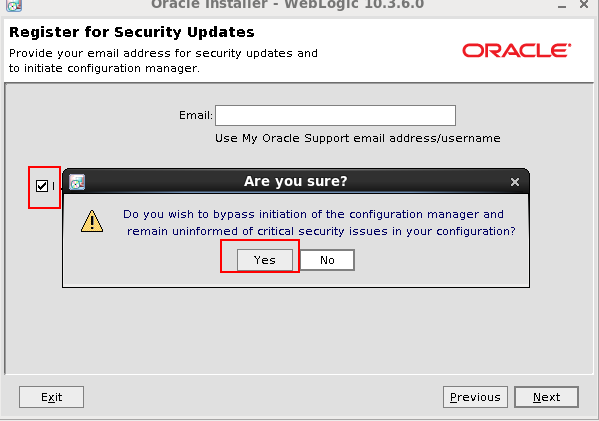 Oracle Installer - WebLogic 10.3.6.0
Register for Security Updates
Provide your email address for security updates and
to initiate configuration manager.
ORACLE
Email:
Use My Oracle Support email address/username
I
Are you sure?
Do you wish to bypass initiation of the configuration manager and
remain uninformed of critical security issues in your configuration?
Yes No
Exit Previous Next